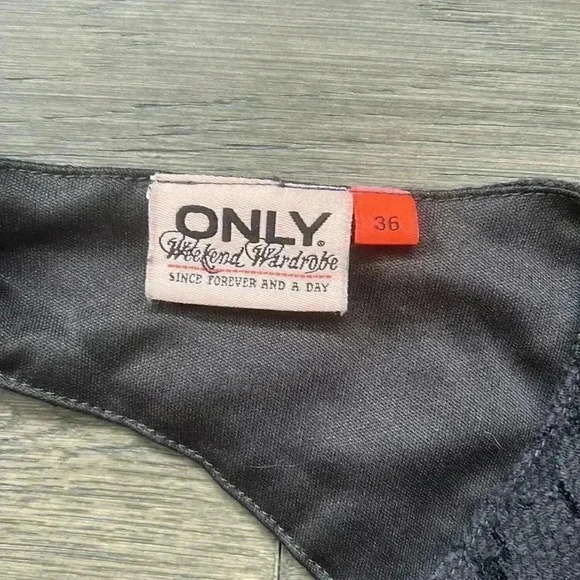 ONLY®
Weekend Wardrobe
SINCE FOREVER AND A DAY
36